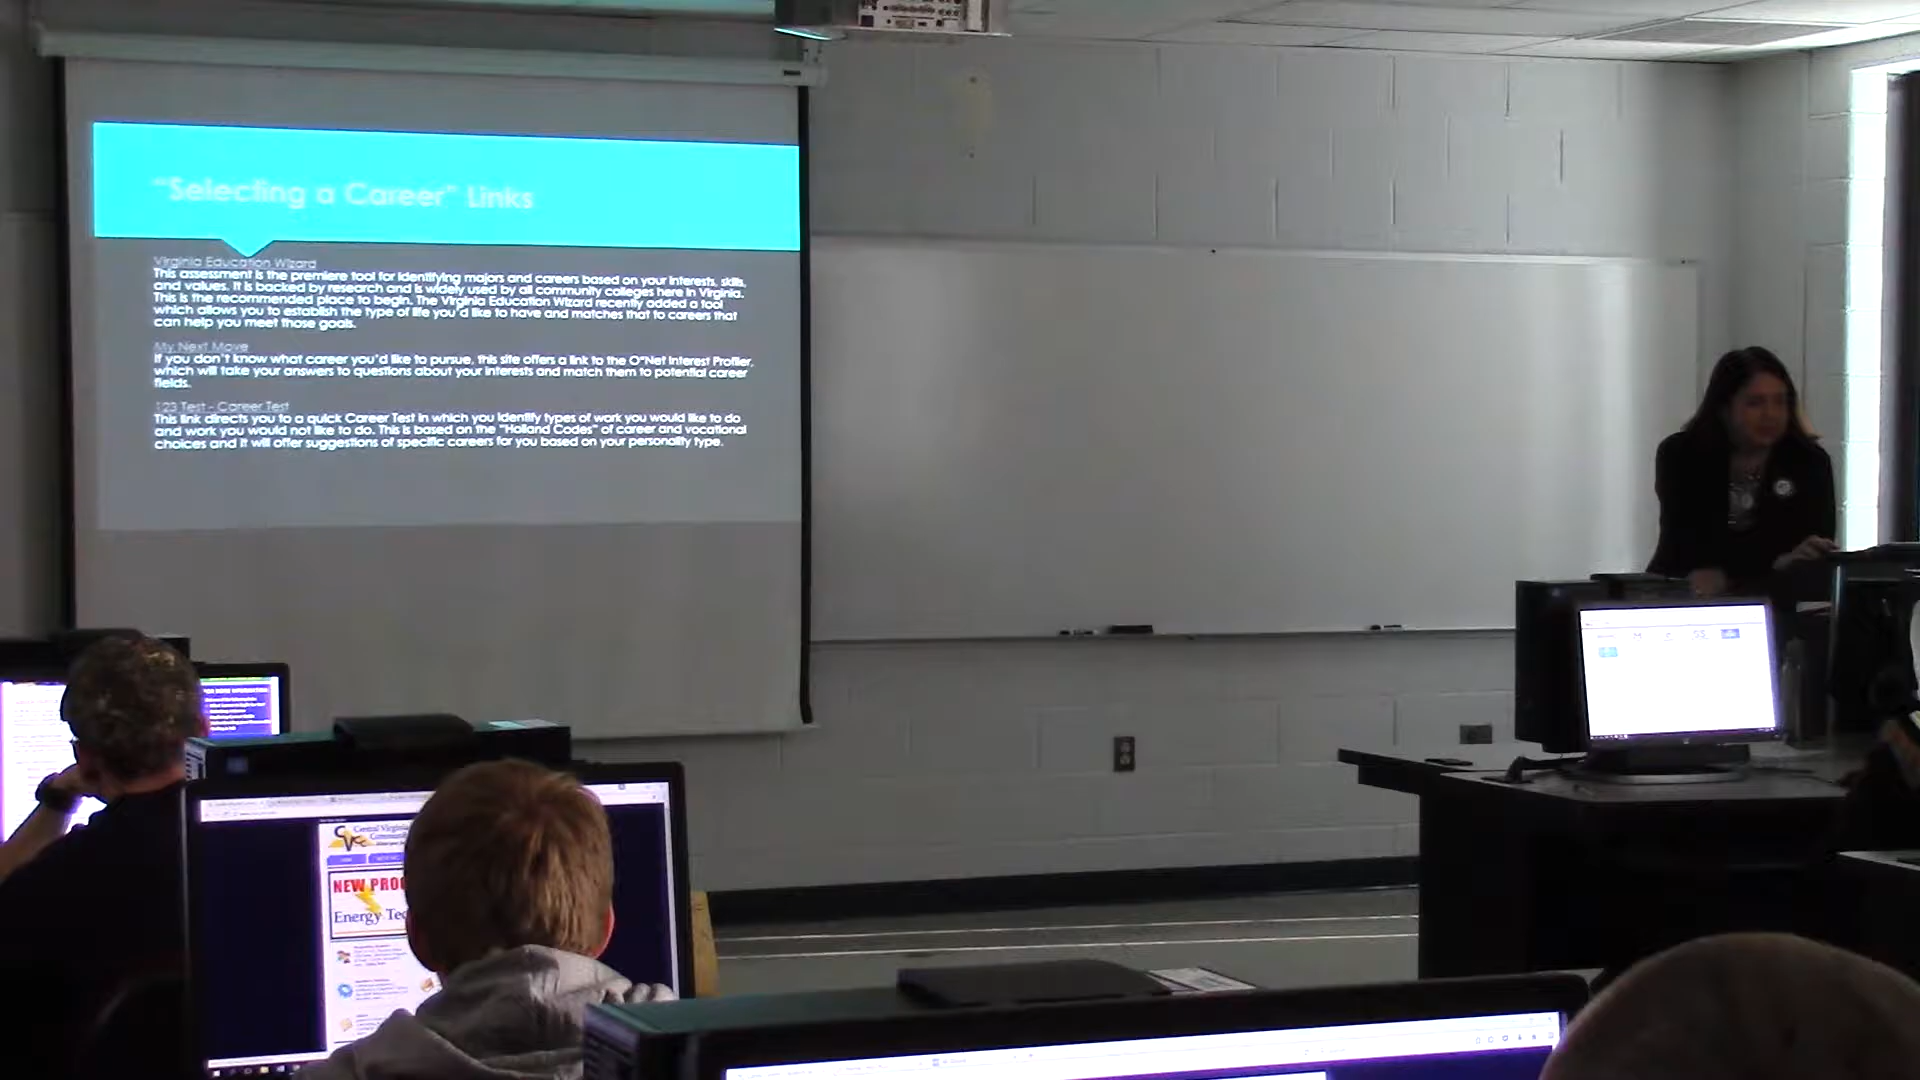 "Selecting a Career" Links
Virginia Education Wizard
This assessment is the premiere tool for identifying majors and careers based on your interests, skills,
and values. It is backed by research and is widely used by all community colleges here in Virginia.
This is the recommended place to begin. The Virginia Education Wizard recently added a tool
which allows you to establish the type of life you'd like to have and matches that to careers that
can help you meet those goals.
My Next Move
If you don't know what career you'd like to pursue, this site offers a link to the O*Net Interest Profiler,
which will take your answers to questions about your interests and match them to potential career
fields.
123 Test - Career Test
This link directs you to a quick Career Test in which you identify types of work you would like to do
and work you would not like to do. This is based on the "Holland Codes" of career and vocational
choices and it will offer suggestions of specific careers for you based on your personality type.
CVCC
Central Virginia
NEW
Energy